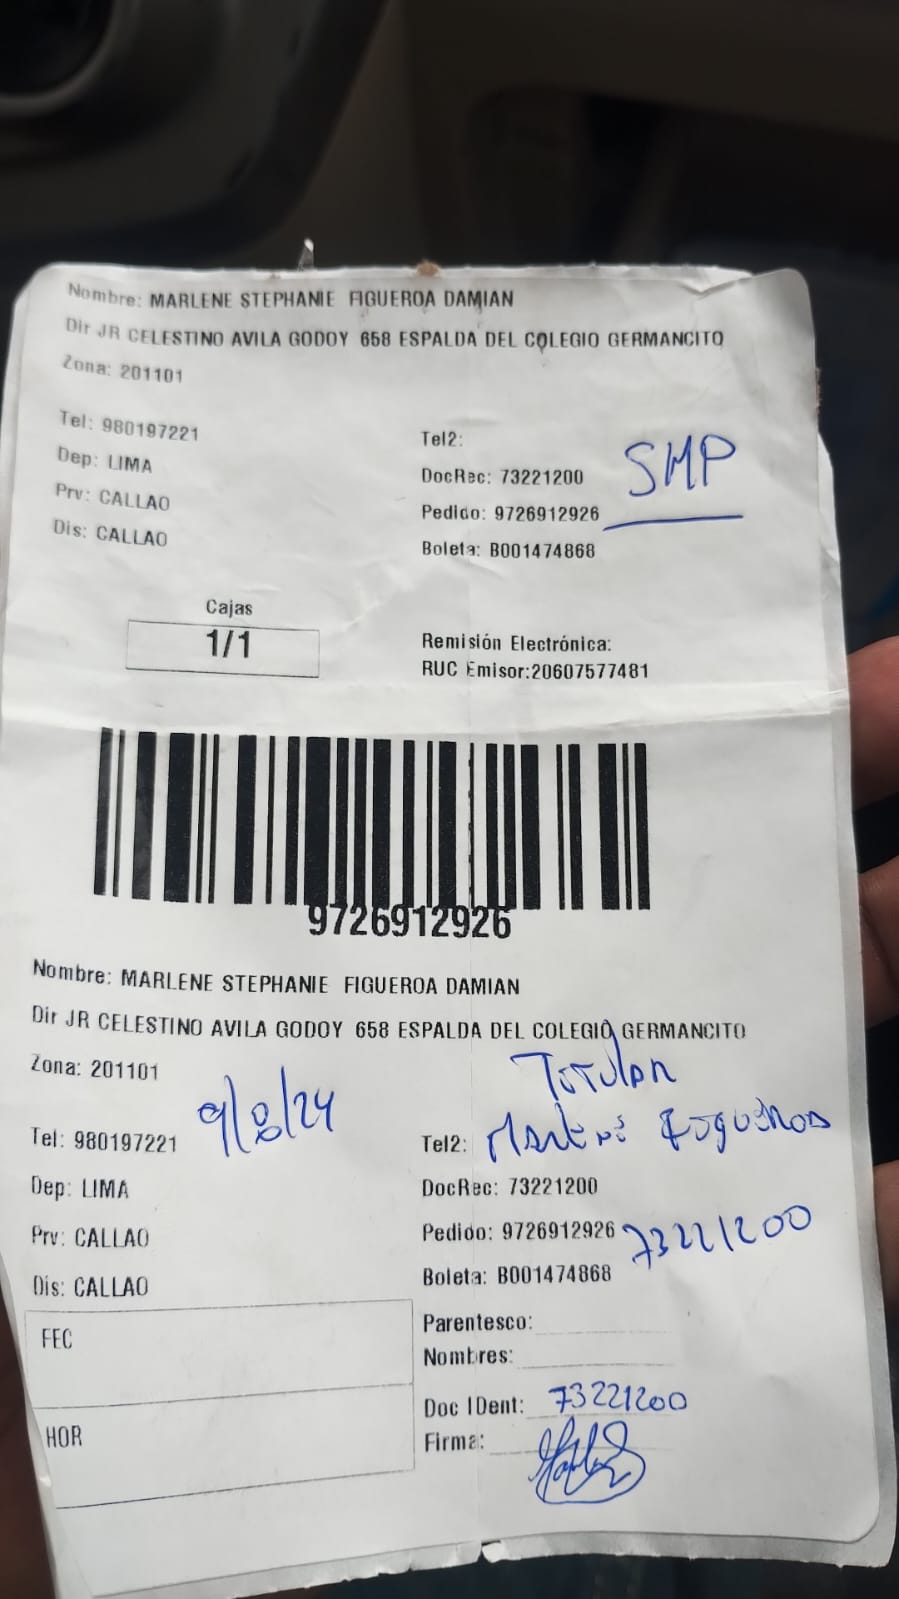 Nombre: MARLENE STEPHANIE FIGUEROA DAMIAN
Dir JR CELESTINO AVILA GODOY 658 ESPALDA DEL COLEGIO GERMANCITO
Zona: 201101
Tel: 980197221
Dep: LIMA
Prv: CALLAO
Dis: CALLAO
Tel2:
DocRec: 73221200
Pedido: 9726912926
Boleta: B001474868
SMP
Cajas
1/1
Remisión Electrónica:
RUC Emisor:20607577481
9726912926
Nombre: MARLENE STEPHANIE FIGUEROA DAMIAN
Dir JR CELESTINO AVILA GODOY 658 ESPALDA DEL COLEGIO GERMANCITO
Zona: 201101
9/8/24
Tel: 980197221
Dep: LIMA
Prv: CALLAO
Dis: CALLAO
Tel2:
DocRec: 73221200
Pedido: 9726912926
73221200
Boleta: B001474868
FEC
HOR
Parentesco:
Nombres:
Doc IDent: 73221200
Firma: